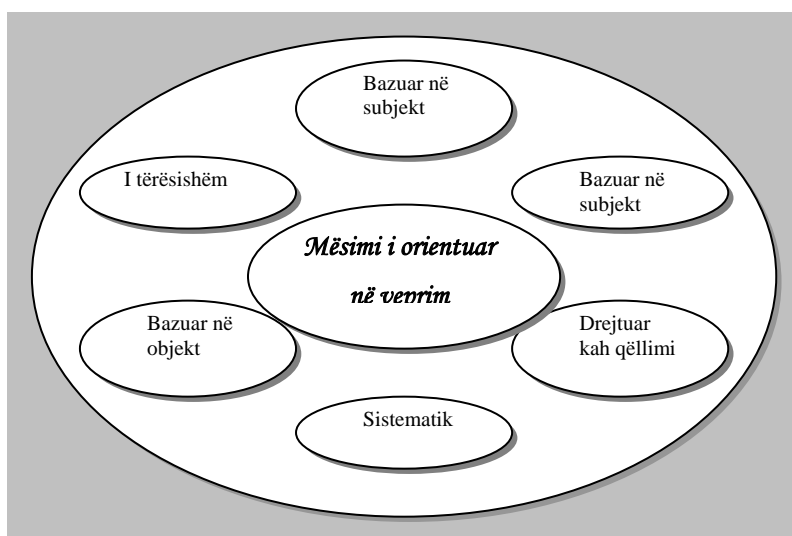 Bazuar në
subjekt
I tërësishëm
Bazuar në
subjekt
Mësimi i orientuar
në veprim
Bazuar në
objekt
Drejtuar
kah qëllimi
Sistematik